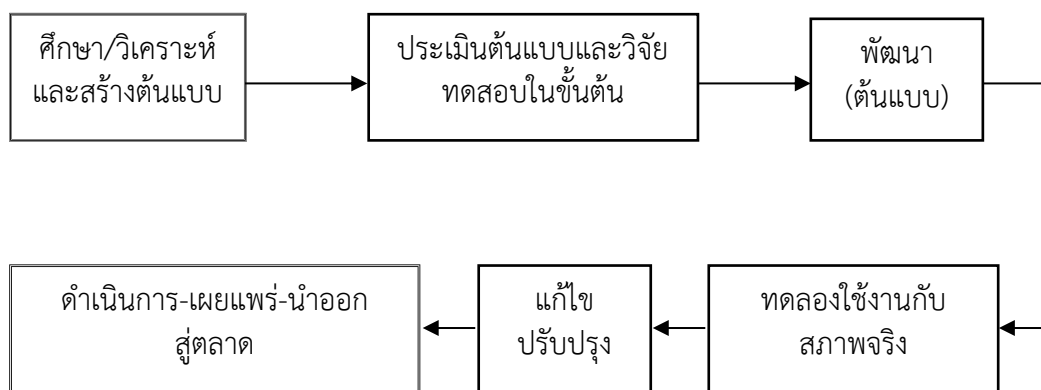 ศึกษา/วิเคราะห์
และสร้างต้นแบบ
ประเมินต้นแบบและวิจัย
ทดสอบในขั้นต้น
พัฒนา
(ต้นแบบ)
ทดลองใช้งานกับ
สภาพจริง
แก้ไข
ปรับปรุง
ดำเนินการ-เผยแพร่-นำออก
สู่ตลาด